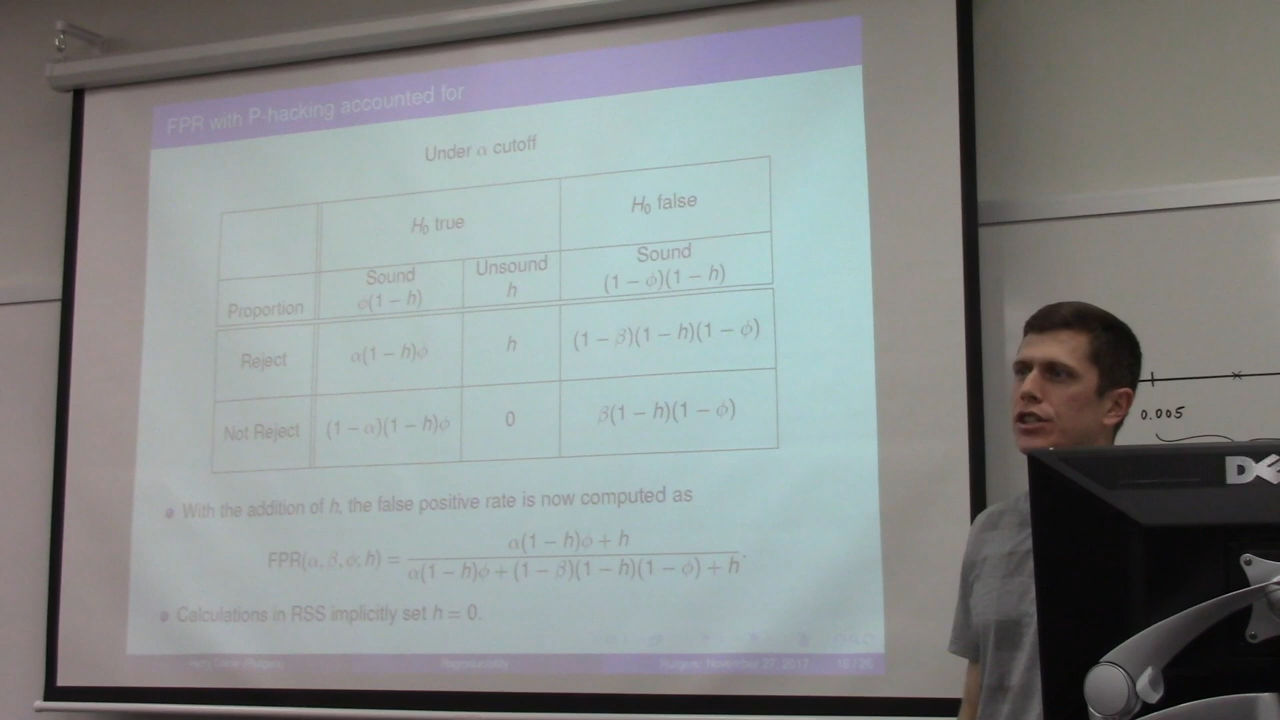 FPR with P-hacking accounted for
Under α cutoff
H₀ true
H₀ false
Proportion
Sound
ϕ(1 − h)
Unsound
h
Sound
(1 − ϕ)(1 − h)
Reject
α(1 − h)ϕ
h
(1 − β)(1 − h)(1 − ϕ)
Not Reject
(1 − α)(1 − h)ϕ
0
β(1 − h)(1 − ϕ)
With the addition of h, the false positive rate is now computed as
FPR(α, β, ϕ; h) =
α(1 − h)ϕ + h
α(1 − h)ϕ + (1 − β)(1 − h)(1 − ϕ) + h
.
Calculations in RSS implicitly set h = 0.
Reproducibility
Rutgers, November 27, 2017
0.005